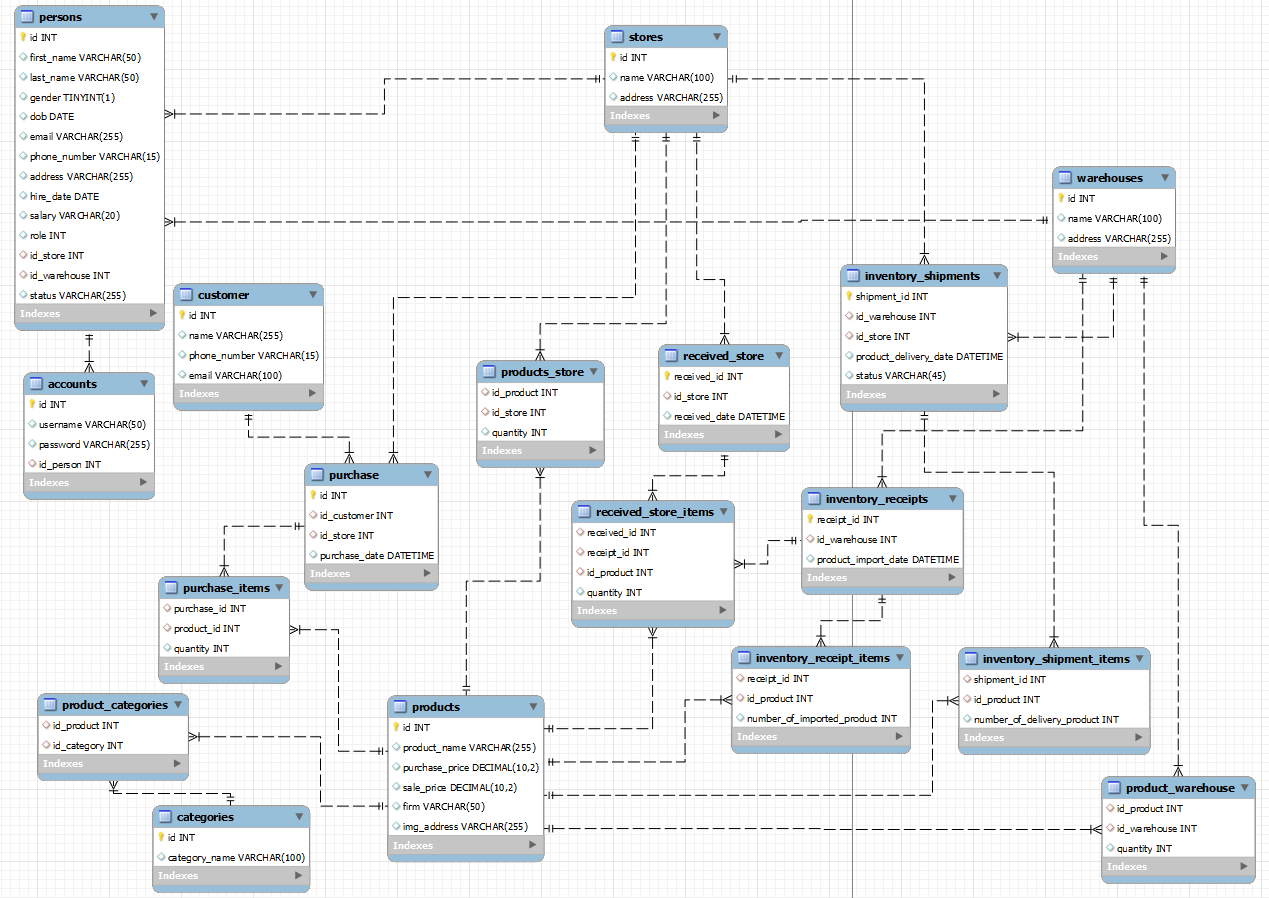 persons
id INT
first_name VARCHAR(50)
last_name VARCHAR(50)
gender TINYINT(1)
dob DATE
email VARCHAR(255)
phone_number VARCHAR(15)
address VARCHAR(255)
hire_date DATE
salary VARCHAR(20)
role INT
id_store INT
id_warehouse INT
status VARCHAR(255)
Indexes
stores
id INT
name VARCHAR(100)
address VARCHAR(255)
Indexes
warehouses
id INT
name VARCHAR(100)
address VARCHAR(255)
Indexes
customer
id INT
name VARCHAR(255)
phone_number VARCHAR(15)
email VARCHAR(100)
Indexes
inventory_shipments
shipment_id INT
id_warehouse INT
id_store INT
product_delivery_date DATETIME
status VARCHAR(45)
Indexes
accounts
id INT
username VARCHAR(50)
password VARCHAR(255)
id_person INT
Indexes
products_store
id_product INT
id_store INT
quantity INT
Indexes
received_store
received_id INT
id_store INT
received_date DATETIME
Indexes
purchase
id INT
id_customer INT
id_store INT
purchase_date DATETIME
Indexes
received_store_items
received_id INT
receipt_id INT
id_product INT
quantity INT
Indexes
inventory_receipts
receipt_id INT
id_warehouse INT
product_import_date DATETIME
Indexes
purchase_items
purchase_id INT
product_id INT
quantity INT
Indexes
inventory_receipt_items
receipt_id INT
id_product INT
number_of_imported_product INT
Indexes
inventory_shipment_items
shipment_id INT
id_product INT
number_of_delivery_product INT
Indexes
product_categories
id_product INT
id_category INT
Indexes
products
id INT
product_name VARCHAR(255)
purchase_price DECIMAL(10,2)
sale_price DECIMAL(10,2)
firm VARCHAR(50)
img_address VARCHAR(255)
Indexes
categories
id INT
category_name VARCHAR(100)
Indexes
product_warehouse
id_product INT
id_warehouse INT
quantity INT
Indexes